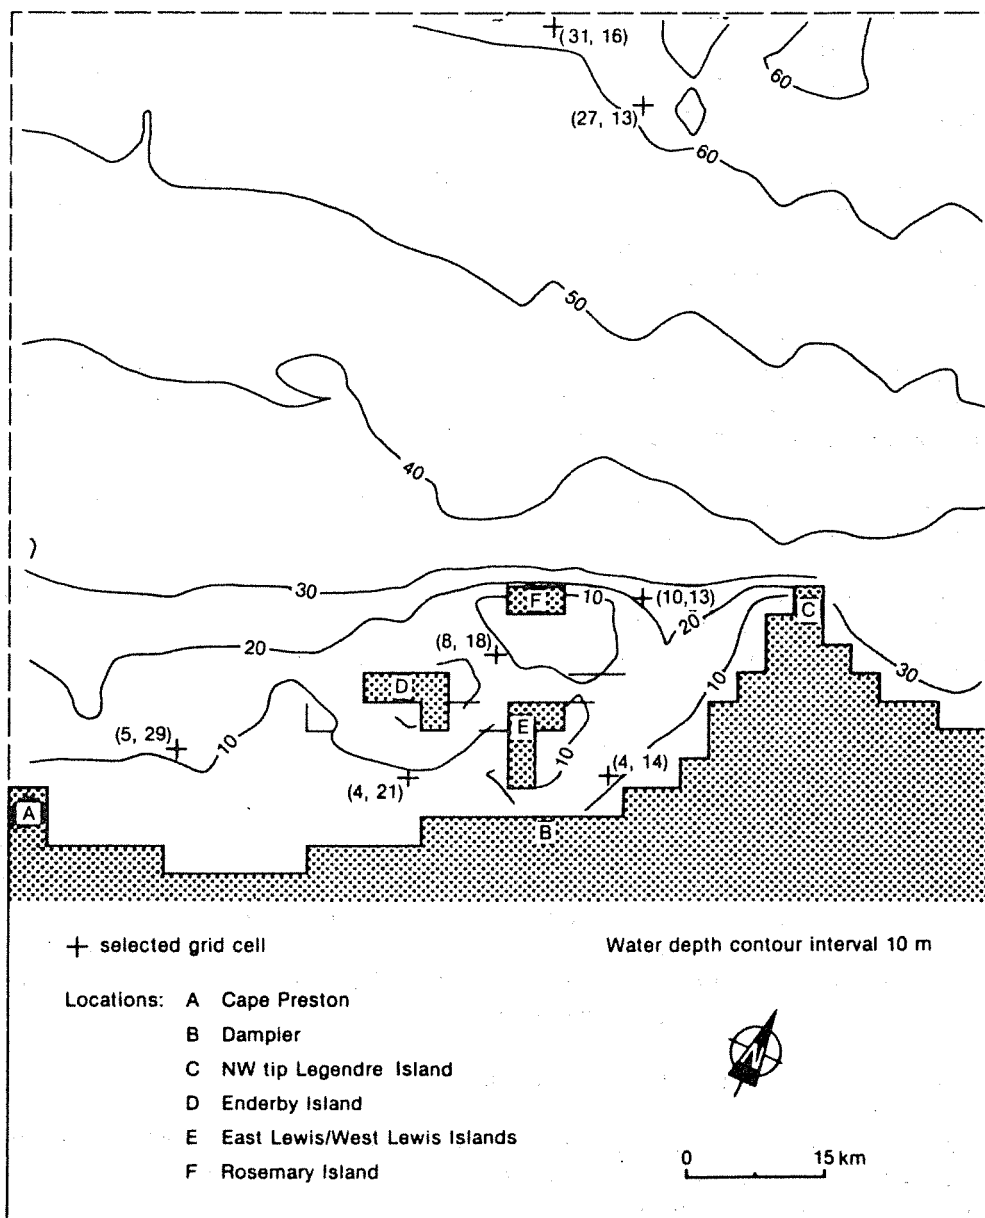 (31, 16)
60
(27, 13)
60
50
40
30
F
10
(10,13)
20
C
20
(8, 18)
D
10
30
(5, 29)
10
E
10
(4, 21)
(4, 14)
A
B
+ selected grid cell
Water depth contour interval 10 m
Locations: A Cape Preston
B Dampier
C NW tip Legendre Island
D Enderby Island
E East Lewis/West Lewis Islands
F Rosemary Island
N
0 15 km